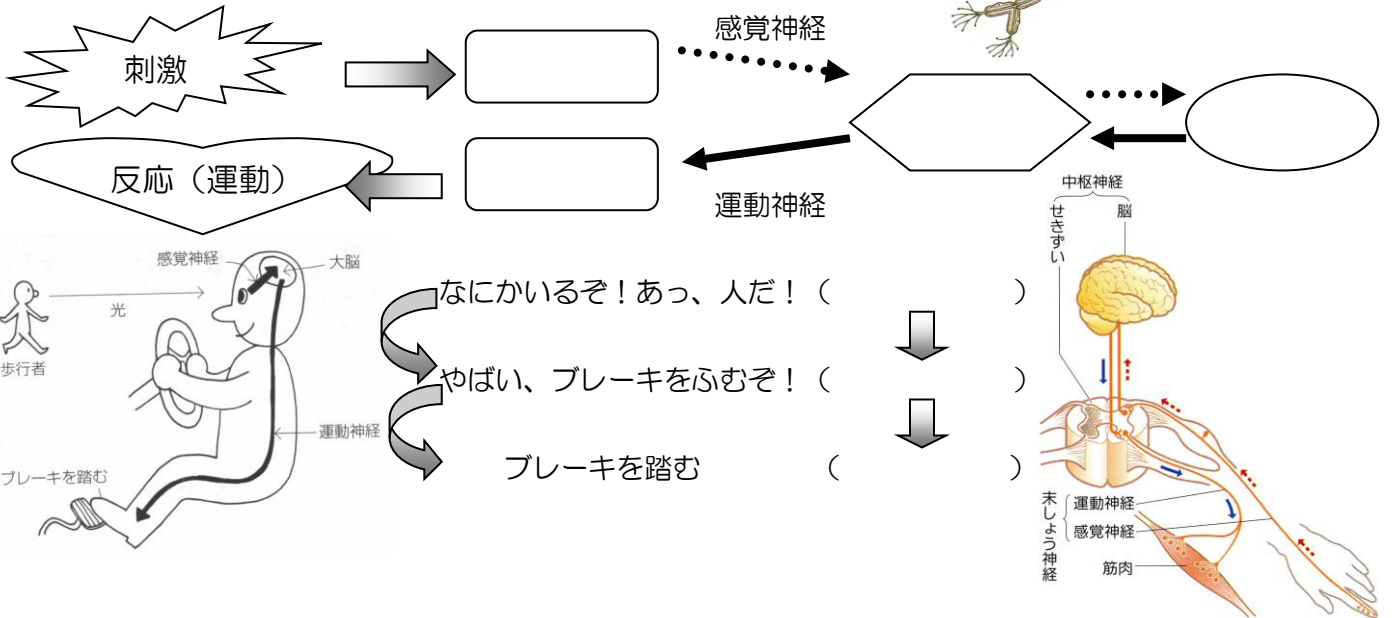 感覚神経
刺激
反応（運動）
運動神経
中枢神経
せきずい
脳
感覚神経
大脳
光
歩行者
運動神経
ブレーキを踏む
なにかいるぞ！あっ、人だ！（　　　　　　）
やばい、ブレーキをふむぞ！（　　　　　　）
ブレーキを踏む　　　　（　　　　　　）
末しょう神経
運動神経
感覚神経
筋肉